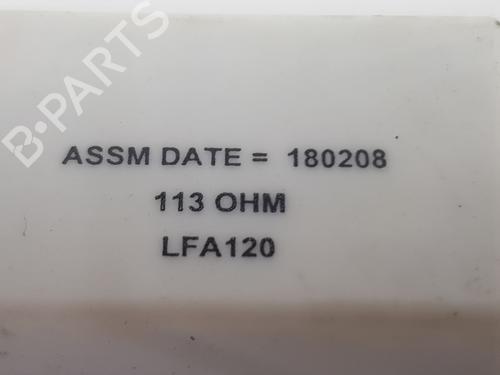 B-PARTS
ASSM DATE = 180208
113 OHM
LFA120